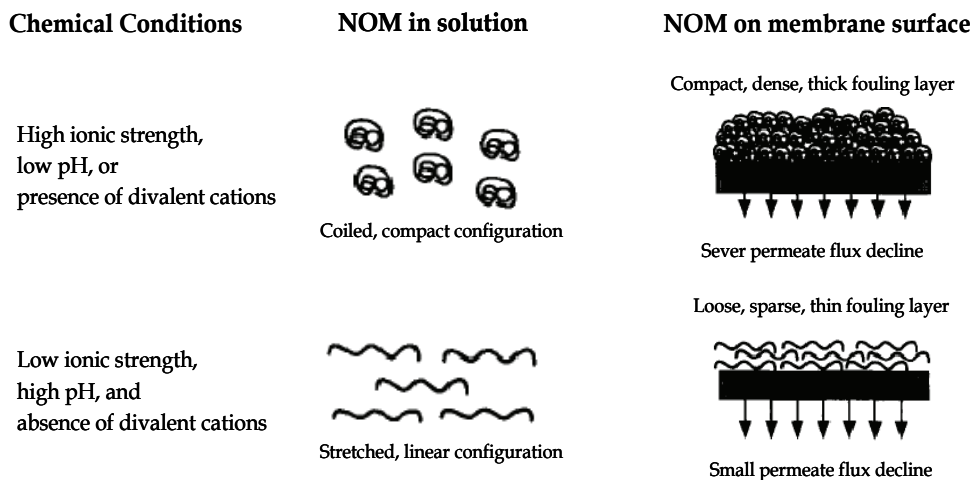 Chemical Conditions
NOM in solution
NOM on membrane surface
Compact, dense, thick fouling layer
High ionic strength,
low pH, or
presence of divalent cations
Coiled, compact configuration
Sever permeate flux decline
Loose, sparse, thin fouling layer
Low ionic strength,
high pH, and
absence of divalent cations
Stretched, linear configuration
Small permeate flux decline